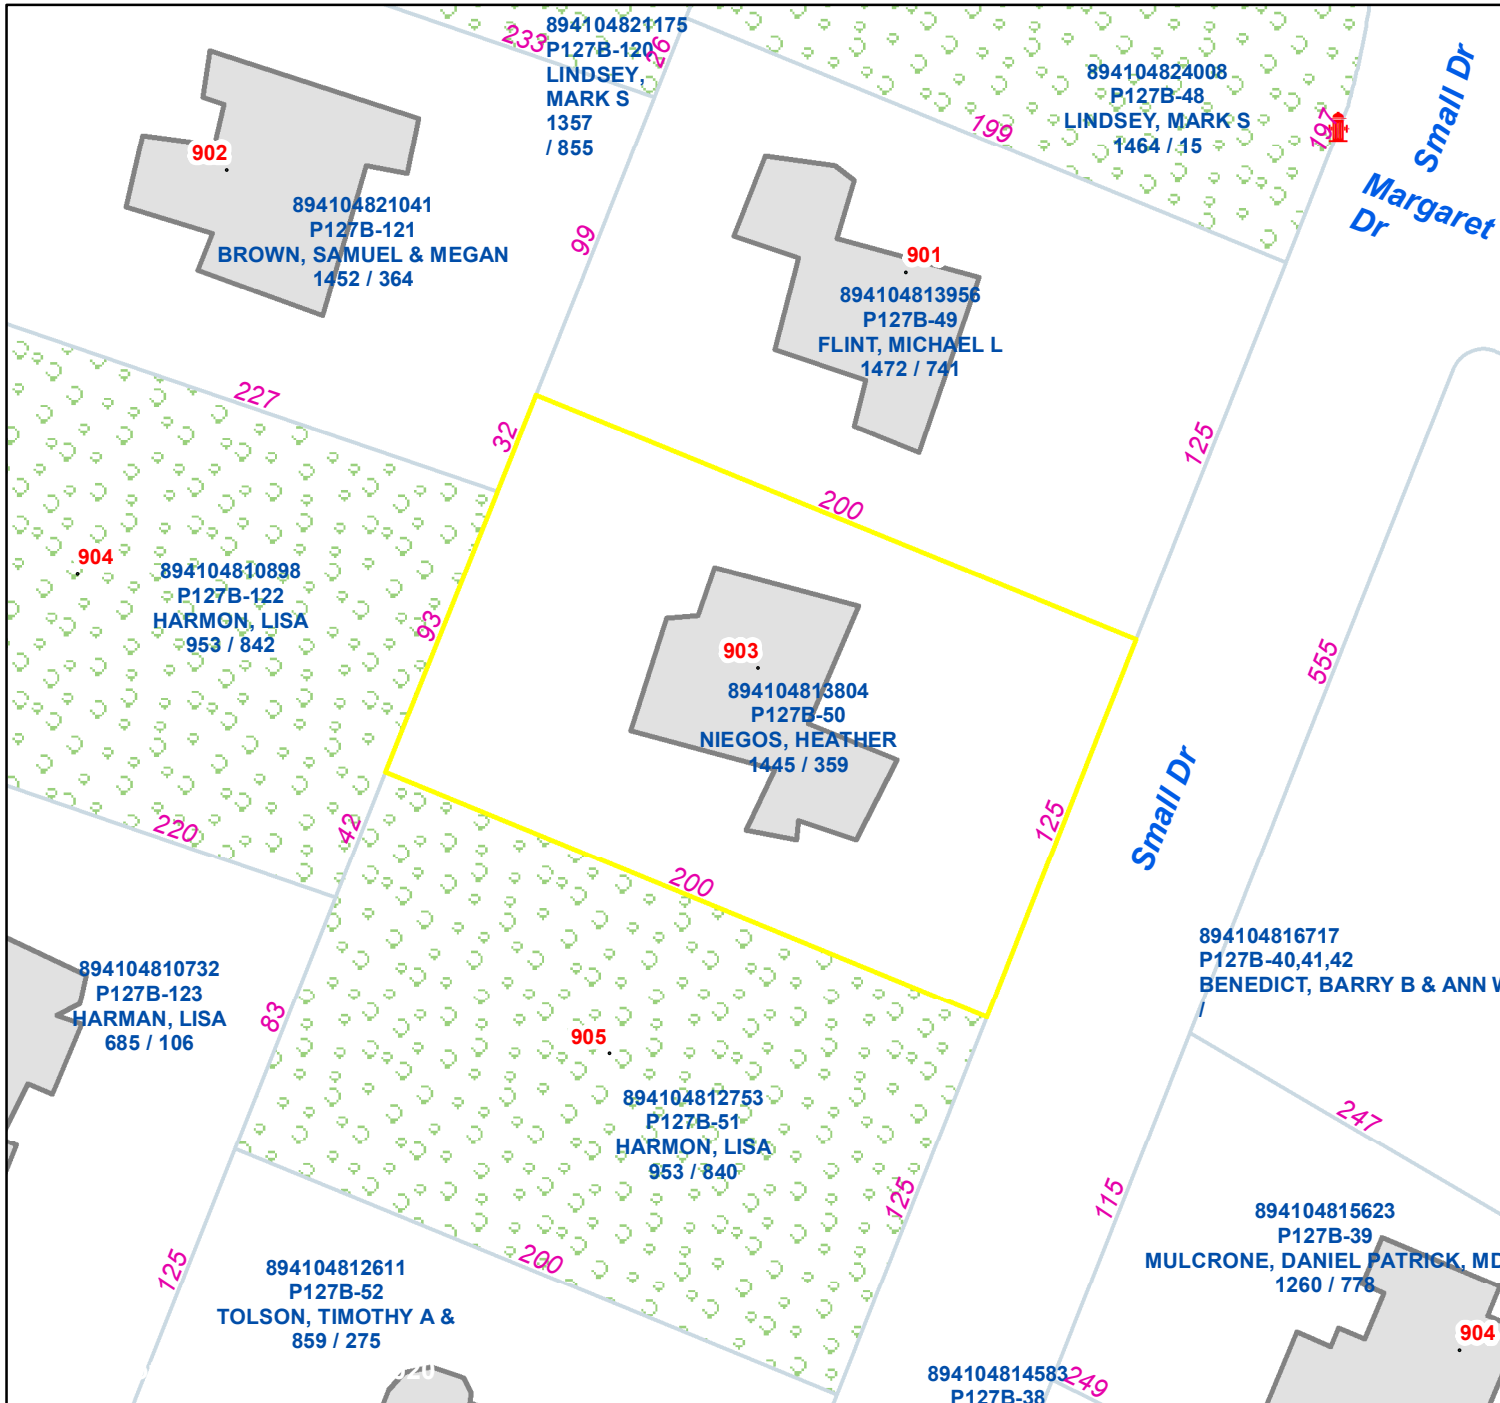 894104821175
P127B-120
LINDSEY,
MARK S
1357
/ 855
233
26
894104824008
P127B-48
LINDSEY, MARK S
1464 / 15
199
197
Small Dr
Margaret
Dr
902
894104821041
P127B-121
BROWN, SAMUEL & MEGAN
1452 / 364
99
901
894104813956
P127B-49
FLINT, MICHAEL L
1472 / 741
227
32
125
200
904
894104810898
P127B-122
HARMON, LISA
953 / 842
93
903
894104813804
P127B-50
NIEGOS, HEATHER
1445 / 359
555
Small Dr
220
42
125
200
894104816717
P127B-40,41,42
BENEDICT, BARRY B & ANN W
/
894104810732
P127B-123
HARMAN, LISA
685 / 106
83
905
894104812753
P127B-51
HARMON, LISA
953 / 840
247
125
115
894104815623
P127B-39
MULCRONE, DANIEL PATRICK, MD
1260 / 778
904
125
200
894104812611
P127B-52
TOLSON, TIMOTHY A &
859 / 275
894104814583
P127B-38
249